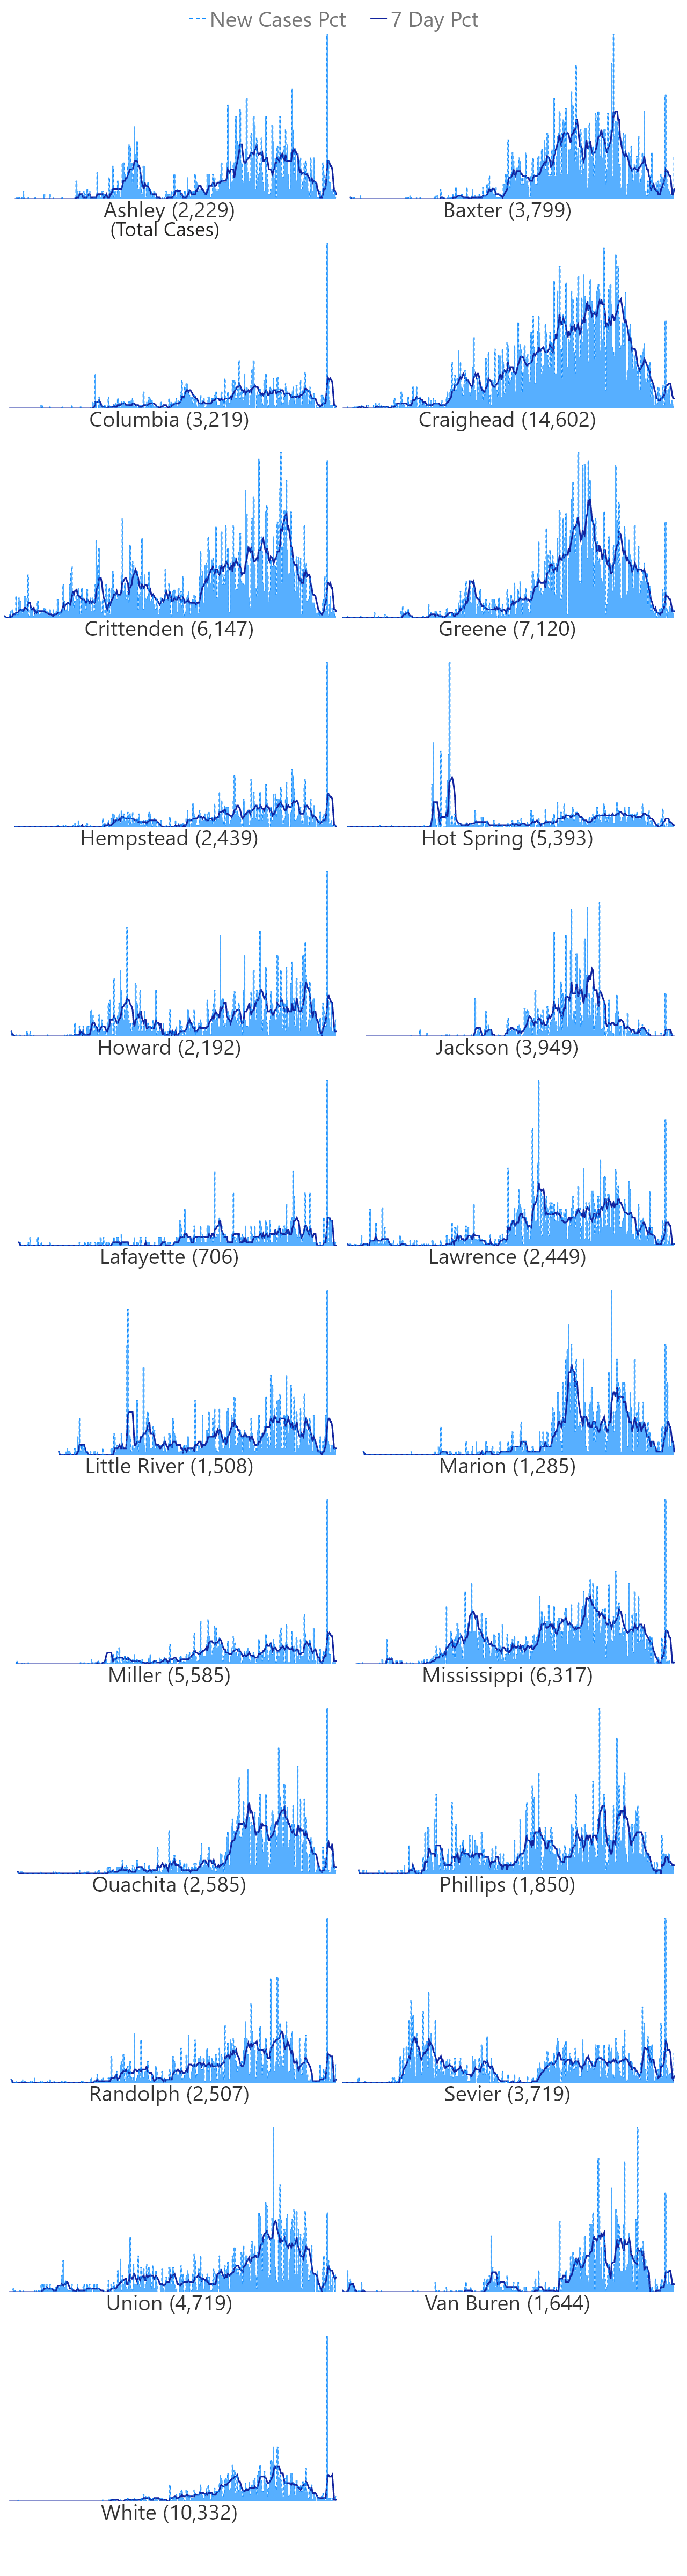 New Cases Pct 7 Day Pct
Ashley (2,229) Baxter (3,799)
(Total Cases)
Columbia (3,219) Craighead (14,602)
Crittenden (6,147) Greene (7,120)
Hempstead (2,439) Hot Spring (5,393)
Howard (2,192) Jackson (3,949)
Lafayette (706) Lawrence (2,449)
Little River (1,508) Marion (1,285)
Miller (5,585) Mississippi (6,317)
Ouachita (2,585) Phillips (1,850)
Randolph (2,507) Sevier (3,719)
Union (4,719) Van Buren (1,644)
White (10,332)